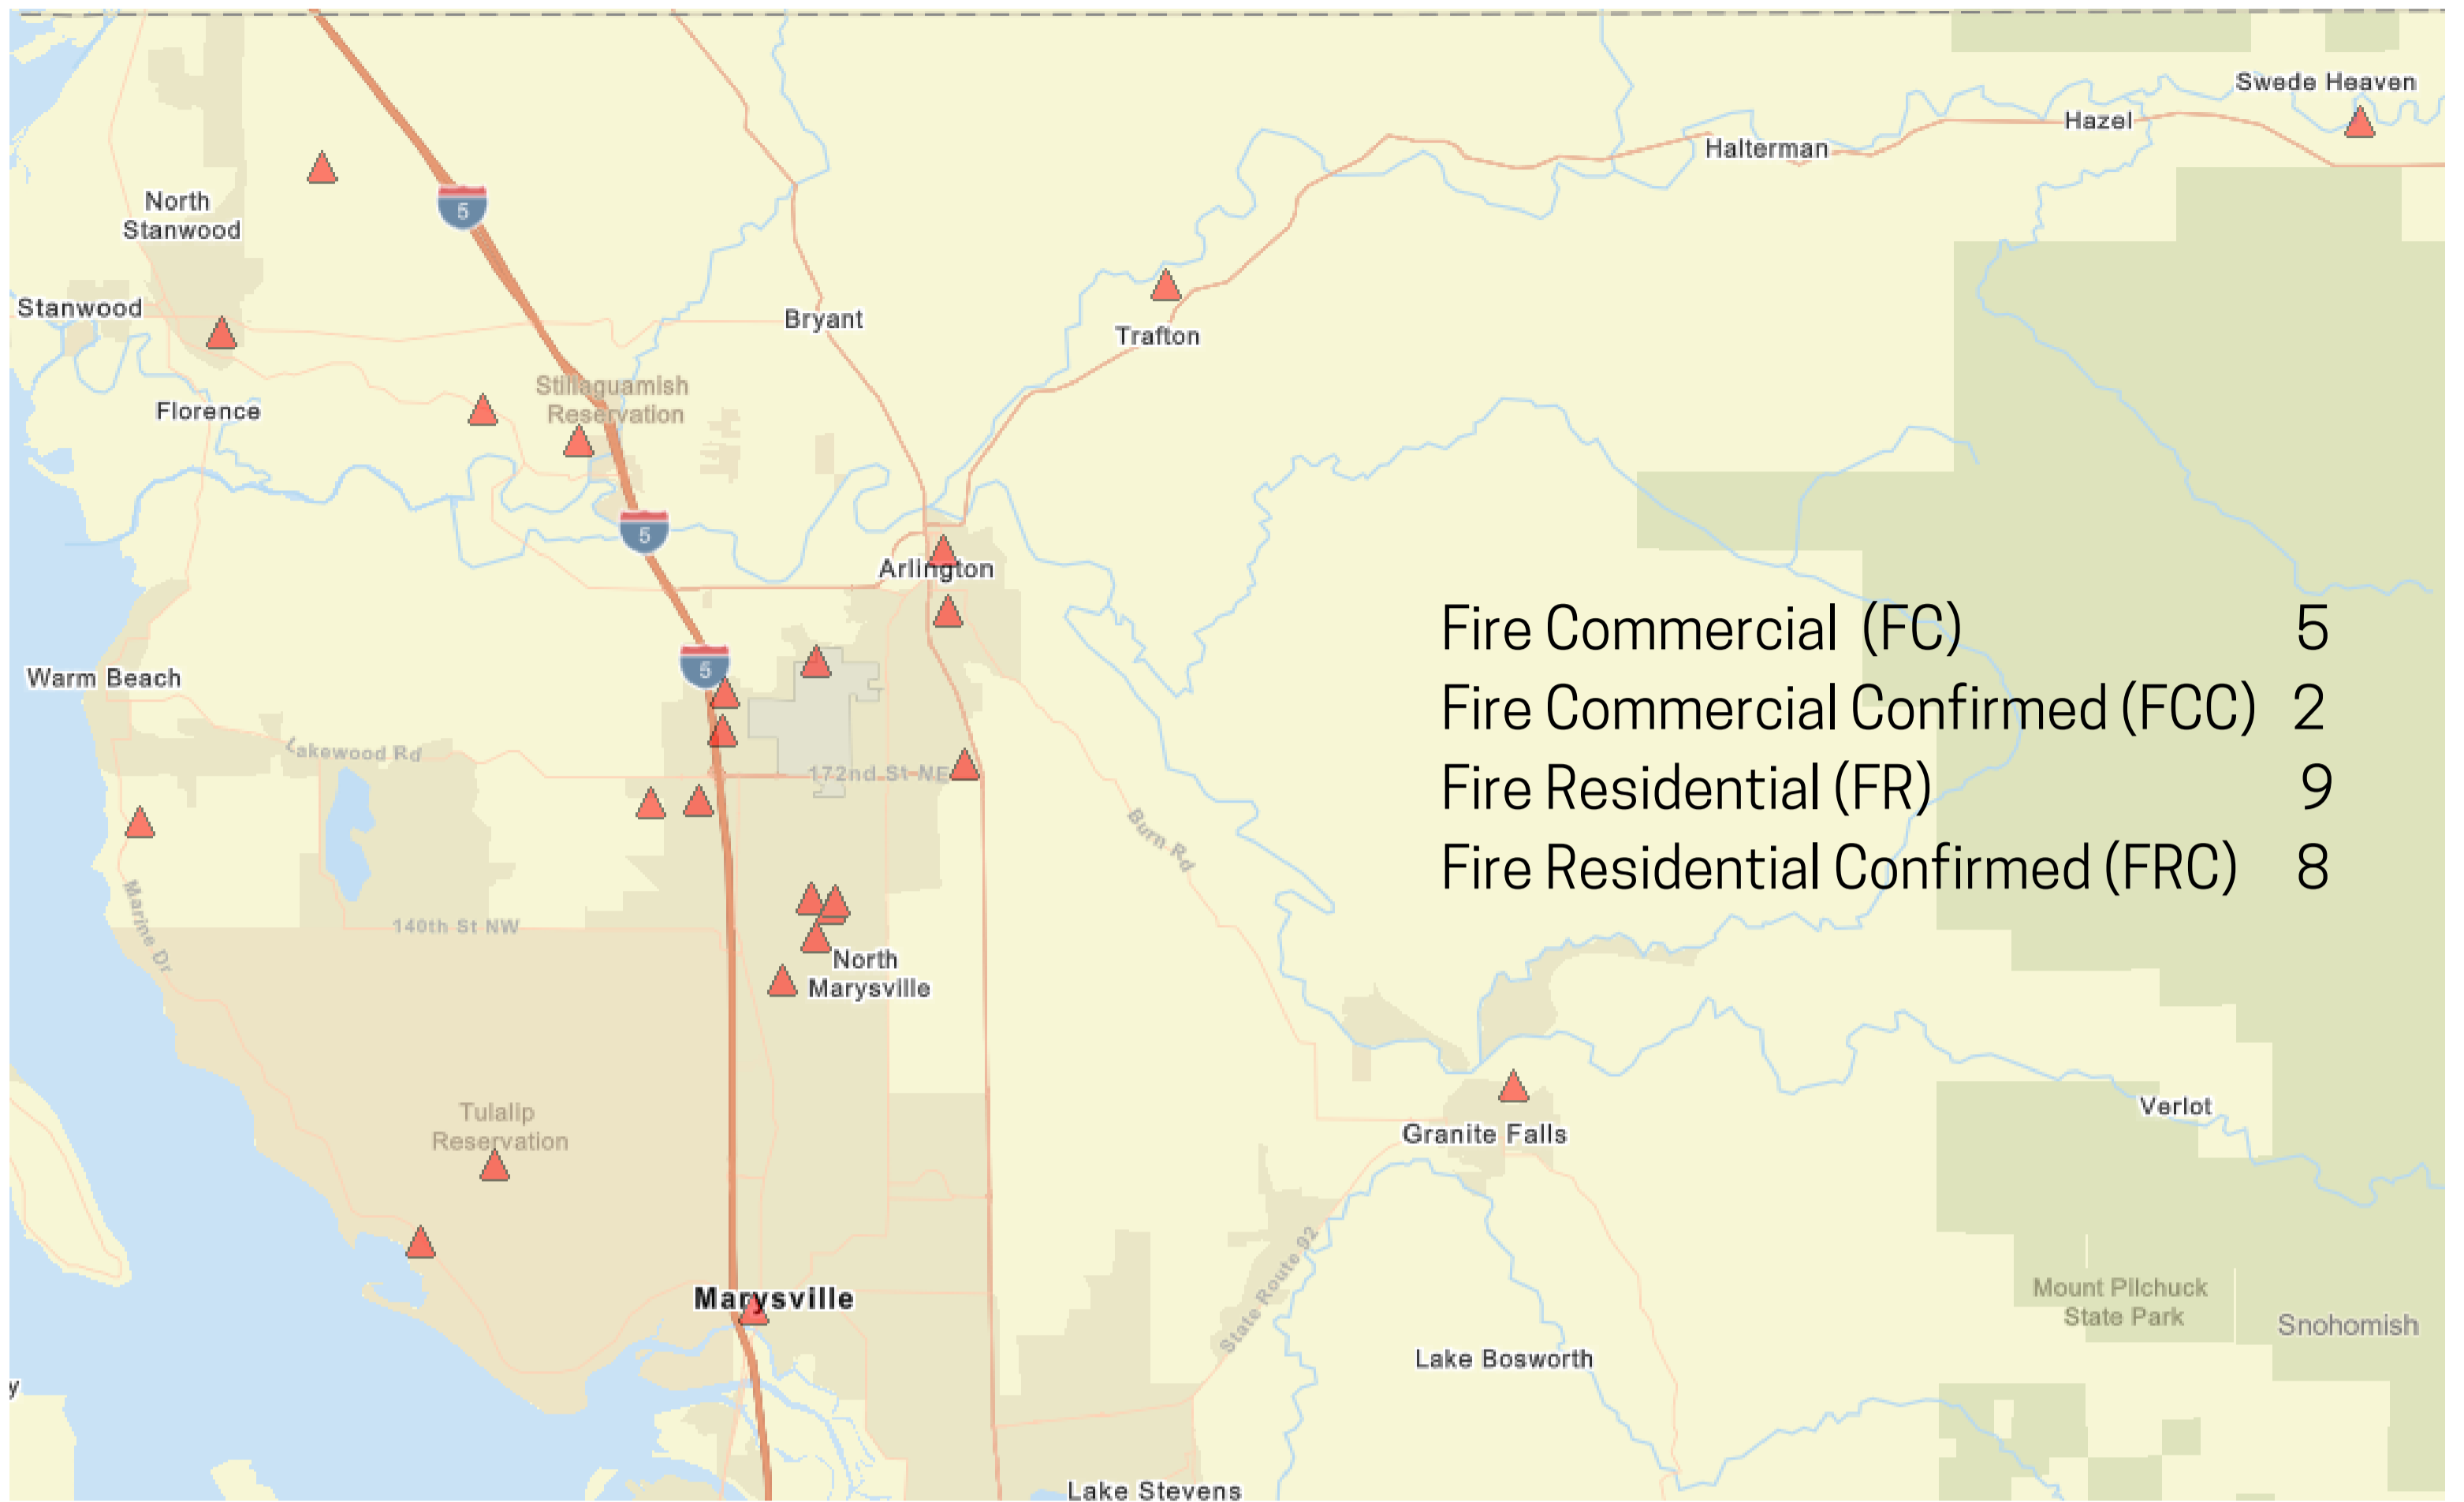 Swede Heaven
Hazel
Halterman
North
Stanwood
5
Stanwood
Bryant
Trafton
Stillaguamish
Reservation
Florence
5
Arlington
Fire Commercial (FC) 5
5
Warm Beach
Fire Commercial Confirmed (FCC) 2
Lakewood Rd
172nd St NE
Fire Residential (FR) 9
Burn Rd
Fire Residential Confirmed (FRC) 8
Marine Dr
140th St NW
North
Marysville
Tulalip
Reservation
Verlot
Granite Falls
State Route 92
Mount Pilchuck
State Park
Marysville
Snohomish
Lake Bosworth
y
Lake Stevens